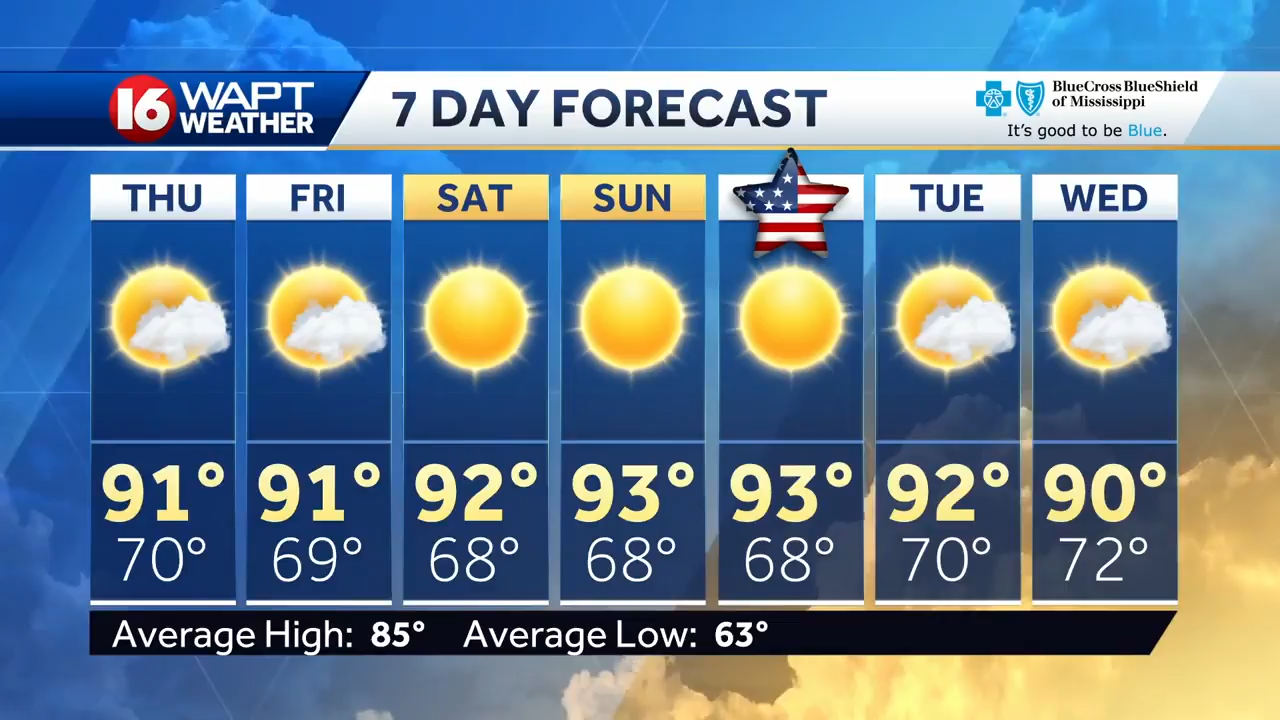 16 WAPT
WEATHER
7 DAY FORECAST
BlueCross BlueShield
of Mississippi
It's good to be Blue.
THU FRI SAT SUN TUE WED
91° 91° 92° 93° 93° 92° 90°
70° 69° 68° 68° 68° 70° 72°
Average High: 85° Average Low: 63°